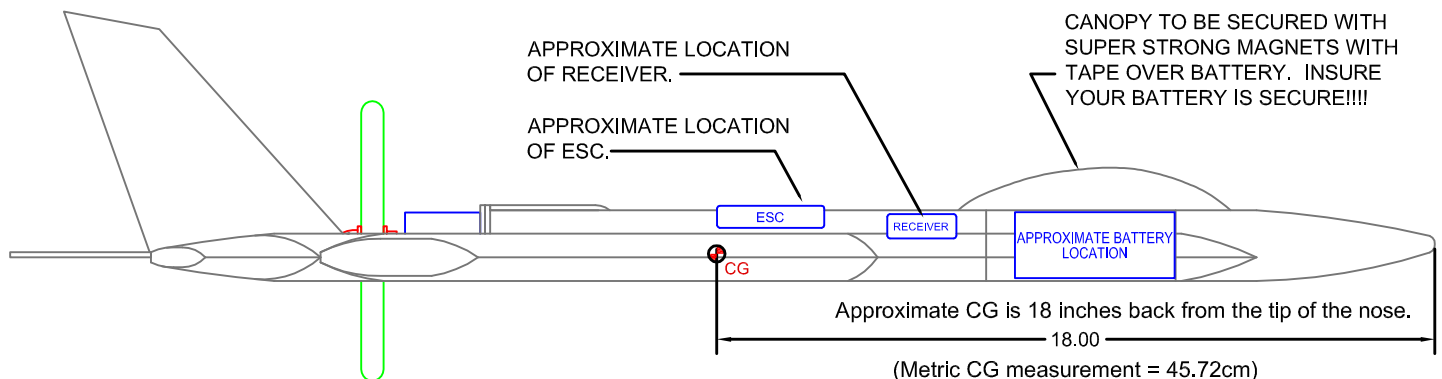 APPROXIMATE LOCATION
OF RECEIVER.
CANOPY TO BE SECURED WITH
SUPER STRONG MAGNETS WITH
TAPE OVER BATTERY.  INSURE
YOUR BATTERY IS SECURE!!!!
APPROXIMATE LOCATION
OF ESC.
ESC
RECEIVER
APPROXIMATE BATTERY
LOCATION
CG
Approximate CG is 18 inches back from the tip of the nose.
18.00
(Metric CG measurement = 45.72cm)